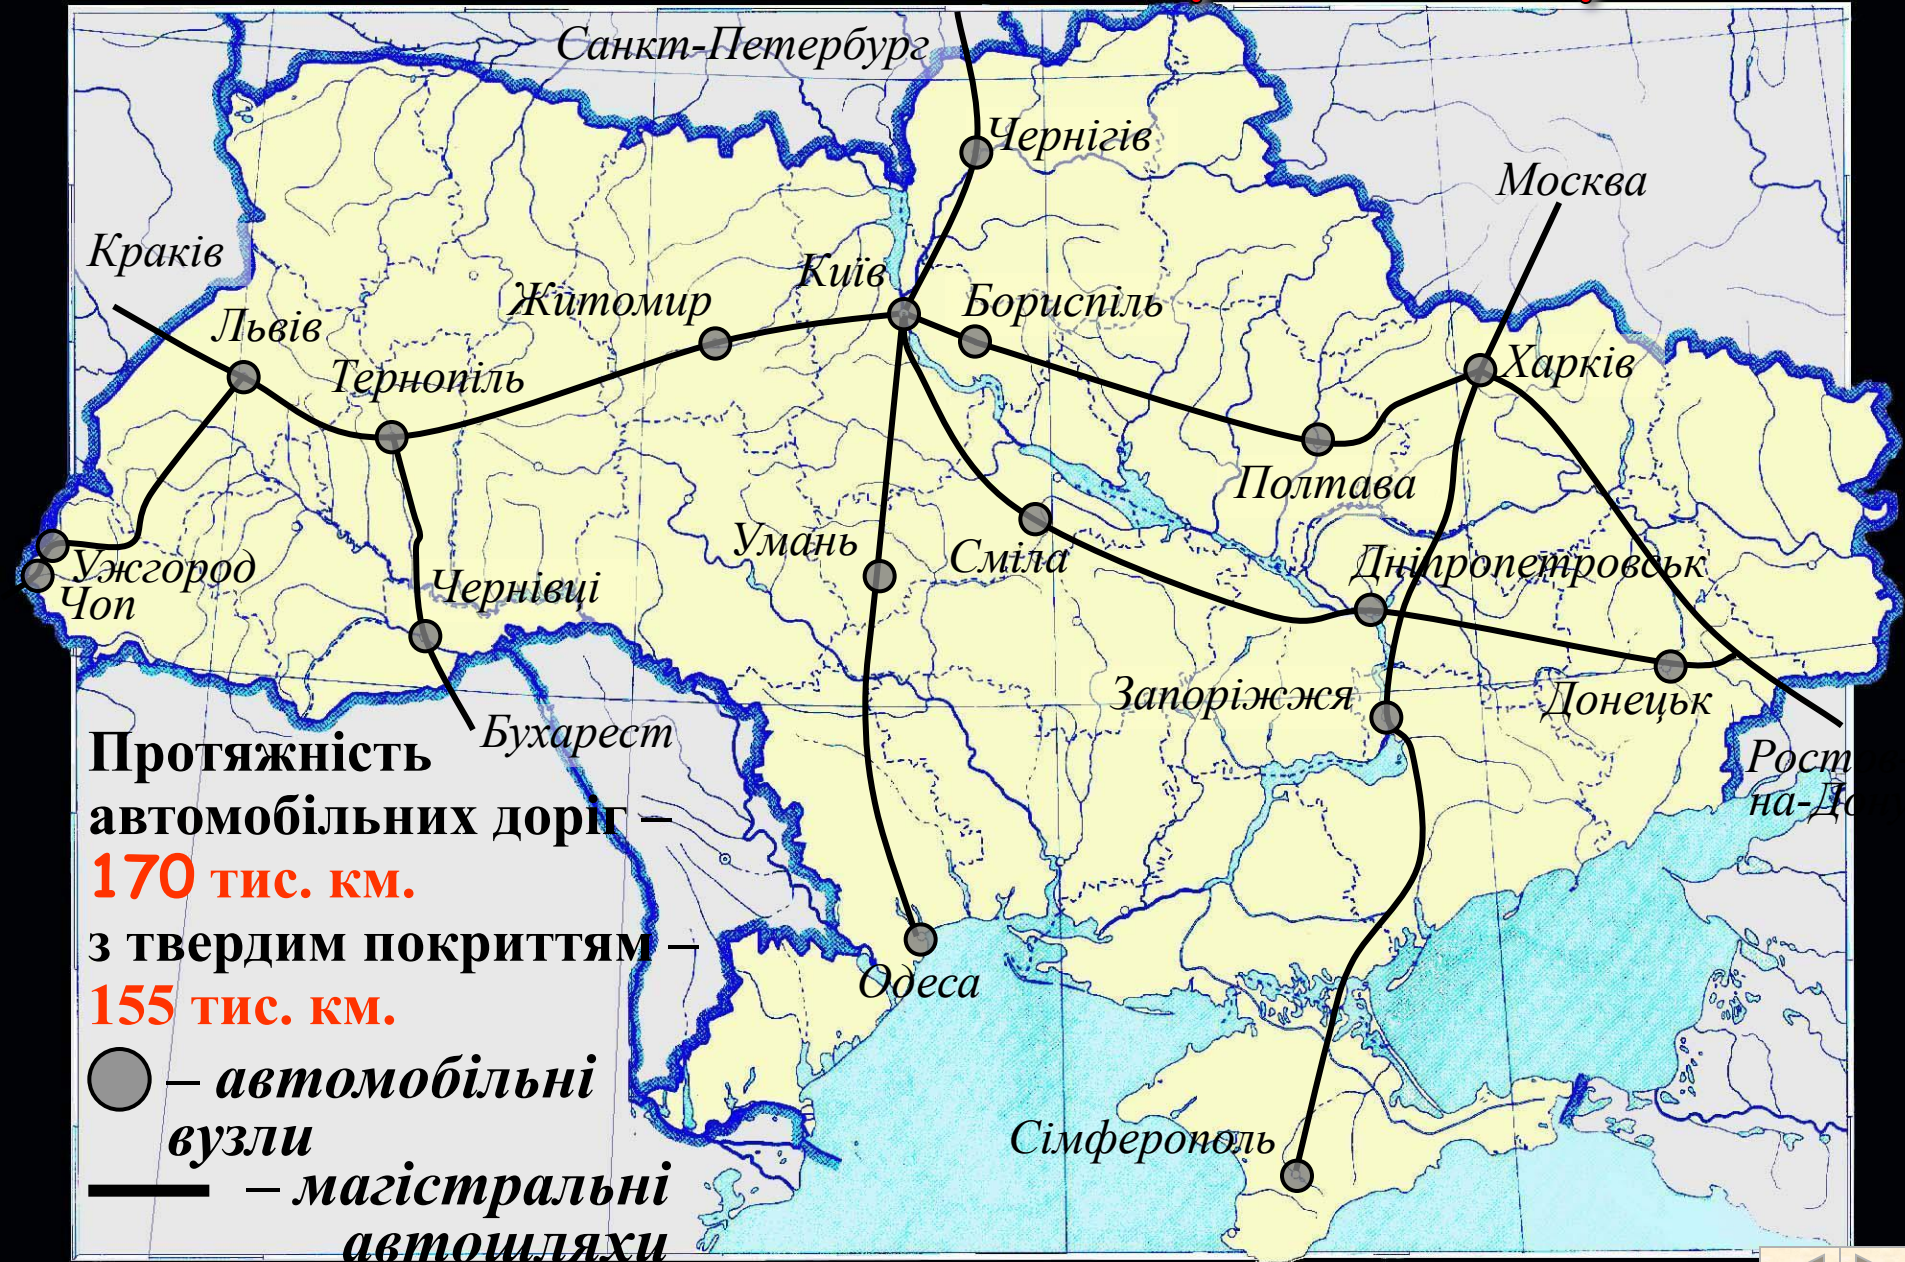 Санкт-Петербург
Чернігів
Москва
Краків
Київ
Житомир
Бориспіль
Львів
Тернопіль
Харків
Полтава
Умань
Сміла
Дніпропетровськ
Ужгород
Чоп
Чернівці
Запоріжжя
Донецьк
Бухарест
Одеса
Сімферополь
Протяжність
автомобільних доріг –
170 тис. км.
з твердим покриттям –
155 тис. км.
– автомобільні
вузли
– магістральні
автошляхи